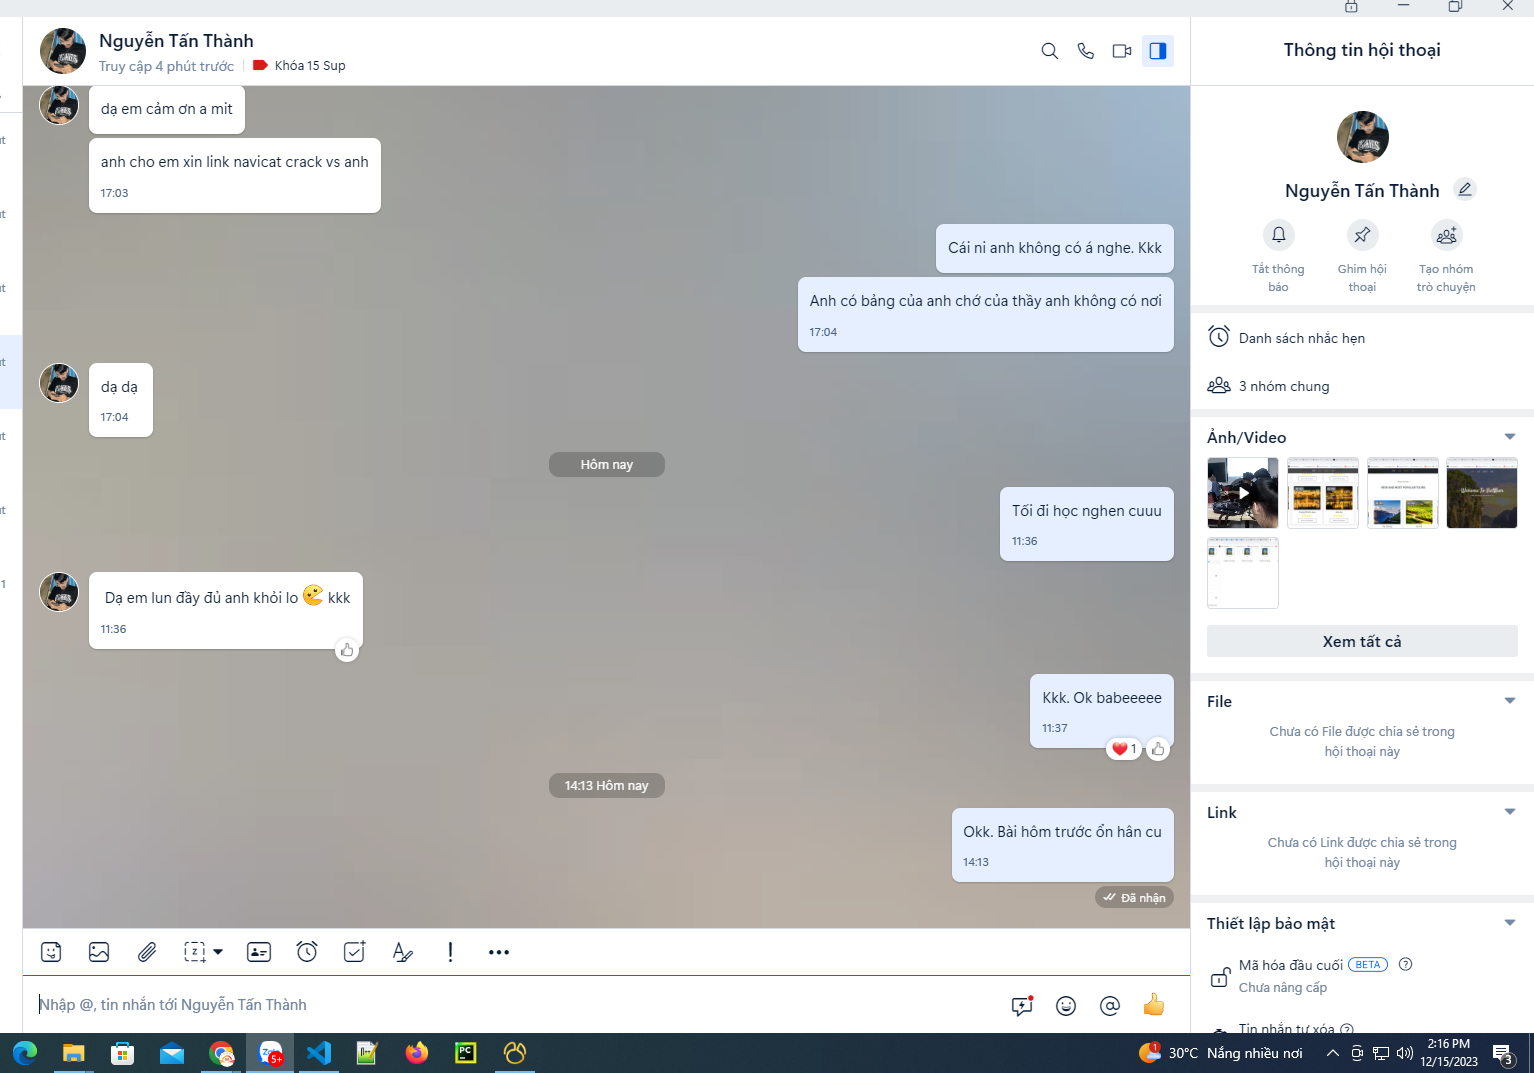 Nguyễn Tấn Thành
Truy cập 4 phút trước
Khóa 15 Sup
dạ em cảm ơn a mit
anh cho em xin link navicat crack vs anh
17:03
Cái ni anh không có á nghe. Kkk
Anh có bảng của anh chớ của thầy anh không có nơi
17:04
dạ dạ
17:04
Hôm nay
Tối đi học nghen cuuu
11:36
Dạ em lun đầy đủ anh khỏi lo kkk
11:36
Kkk. Ok babeeeee
11:37
1
14:13 Hôm nay
Okk. Bài hôm trước ổn hân cu
14:13
Đã nhận
Nhập @, tin nhắn tới Nguyễn Tấn Thành
Thông tin hội thoại
Nguyễn Tấn Thành
Tắt thông báo
Ghim hội thoại
Tạo nhóm trò chuyện
Danh sách nhắc hẹn
3 nhóm chung
Ảnh/Video
Xem tất cả
File
Chưa có File được chia sẻ trong
hội thoại này
Link
Chưa có Link được chia sẻ trong
hội thoại này
Thiết lập bảo mật
Mã hóa đầu cuối BETA
Chưa nâng cấp
Tin nhắn tự xóa
Zalo
5+
PC
1
30°C Nắng nhiều nơi
2:16 PM
12/15/2023
3